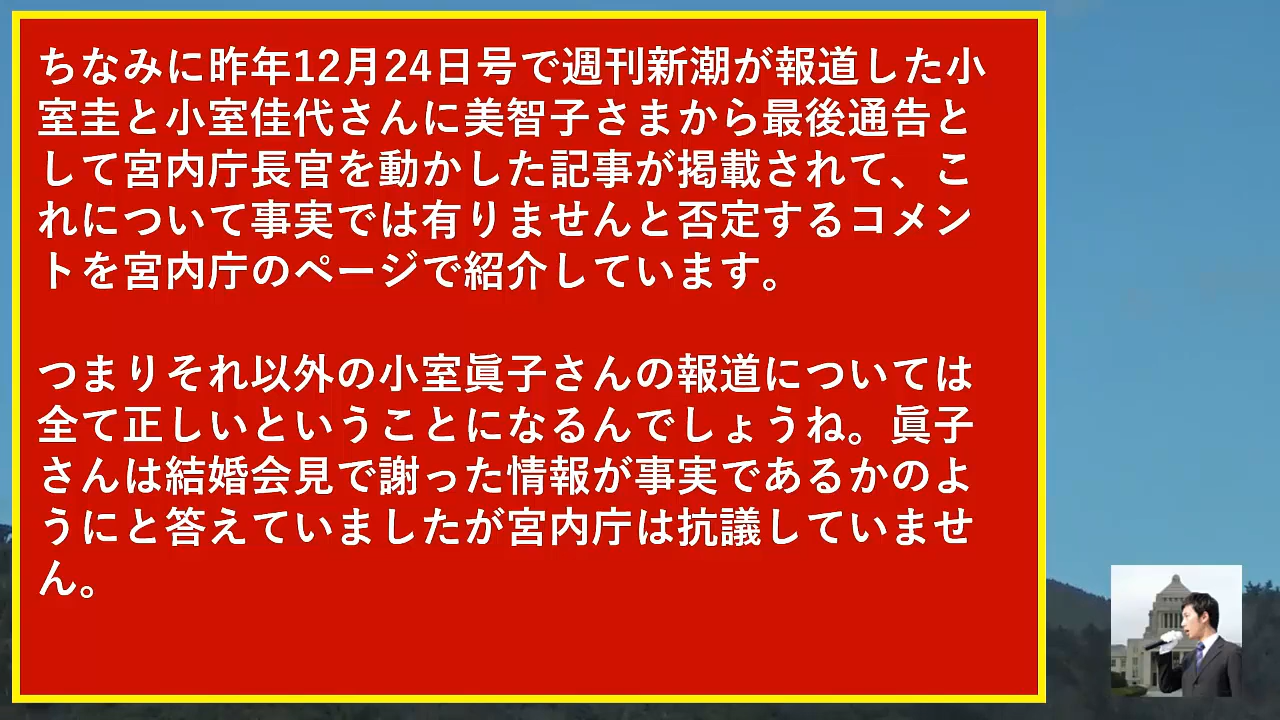 ちなみに昨年12月24日号で週刊新潮が報道した小
室圭と小室佳代さんに美智子さまから最後通告と
して宮内庁長官を動かした記事が掲載されて、こ
れについて事実では有りませんと否定するコメン
トを宮内庁のページで紹介しています。
つまりそれ以外の小室眞子さんの報道については
全て正しいということになるんでしょうね。眞子
さんは結婚会見で謝った情報が事実であるかのよ
うにと答えていましたが宮内庁は抗議していませ
ん。